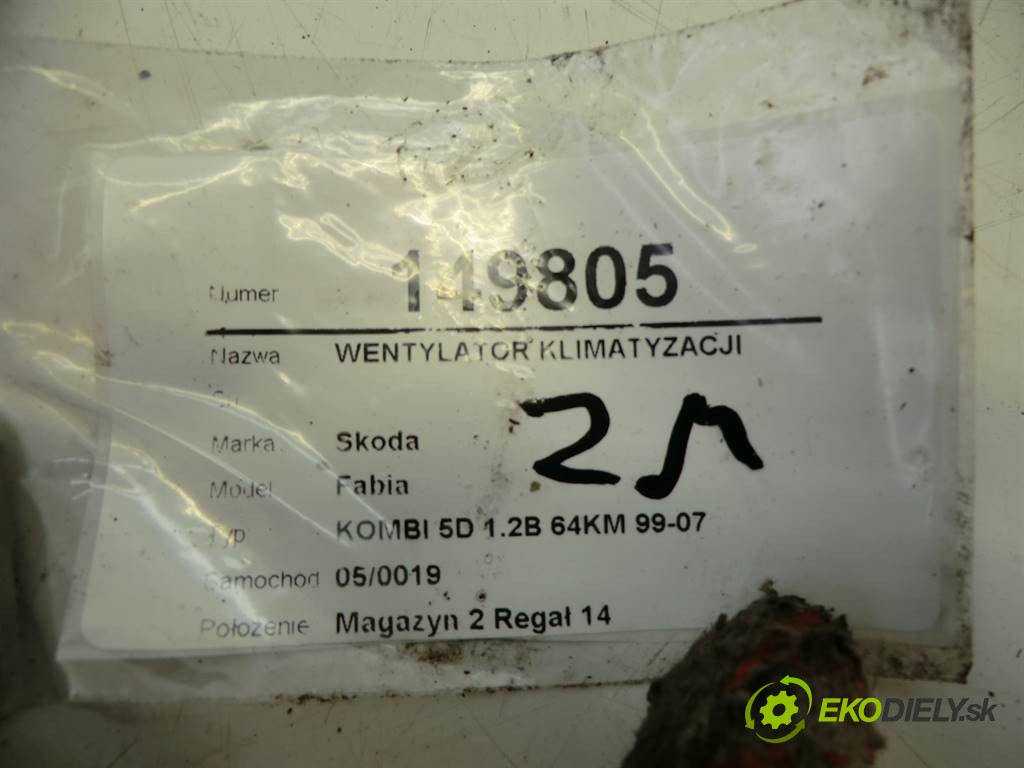 Numer 149805
Nazwa WENTYLATOR KLIMATYZACJI
Marka Skoda
Model Fabia
Typ KOMBI 5D 1.2B 64KM 99-07
Samochod 05/0019
Położenie Magazyn 2 Regał 14
EKODIELY.sk